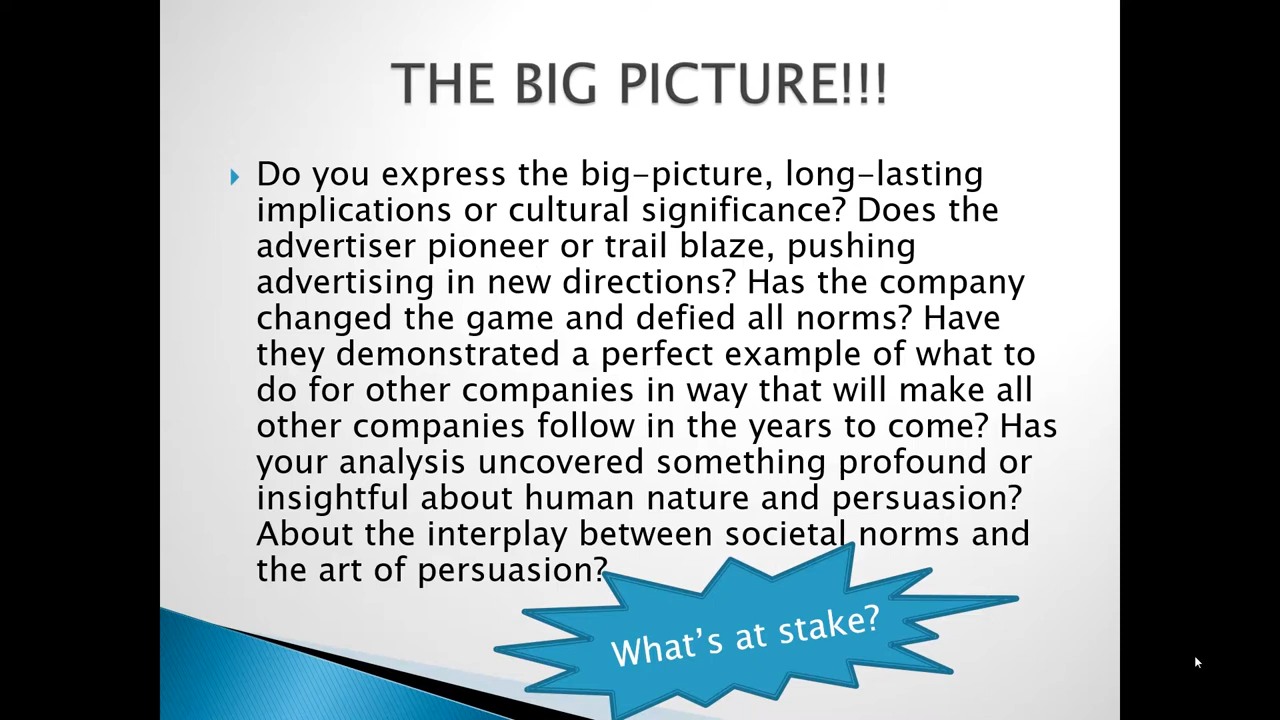 THE BIG PICTURE!!!
Do you express the big-picture, long-lasting
implications or cultural significance? Does the
advertiser pioneer or trail blaze, pushing
advertising in new directions? Has the company
changed the game and defied all norms? Have
they demonstrated a perfect example of what to
do for other companies in way that will make all
other companies follow in the years to come? Has
your analysis uncovered something profound or
insightful about human nature and persuasion?
About the interplay between societal norms and
the art of persuasion?
What's at stake?